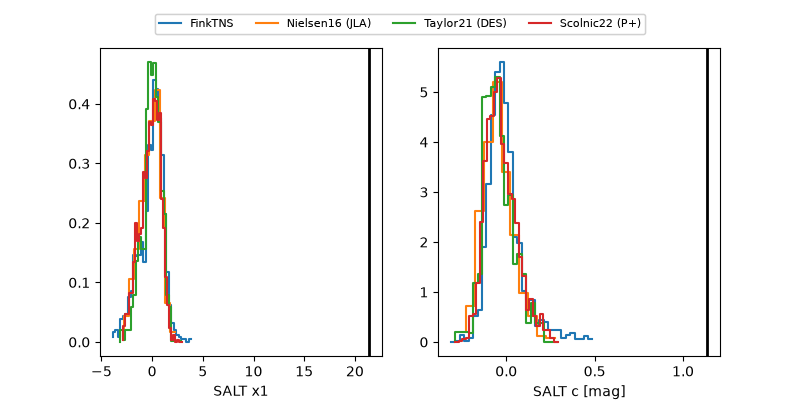 FinkTNS Nielsen16 (JLA) Taylor21 (DES) Scolnic22 (P+)
0.4
0.3
0.2
0.1
0.0
−5 0 5 10 15 20
SALT x1
5
4
3
2
1
0
0.0 0.5 1.0
SALT c [mag]